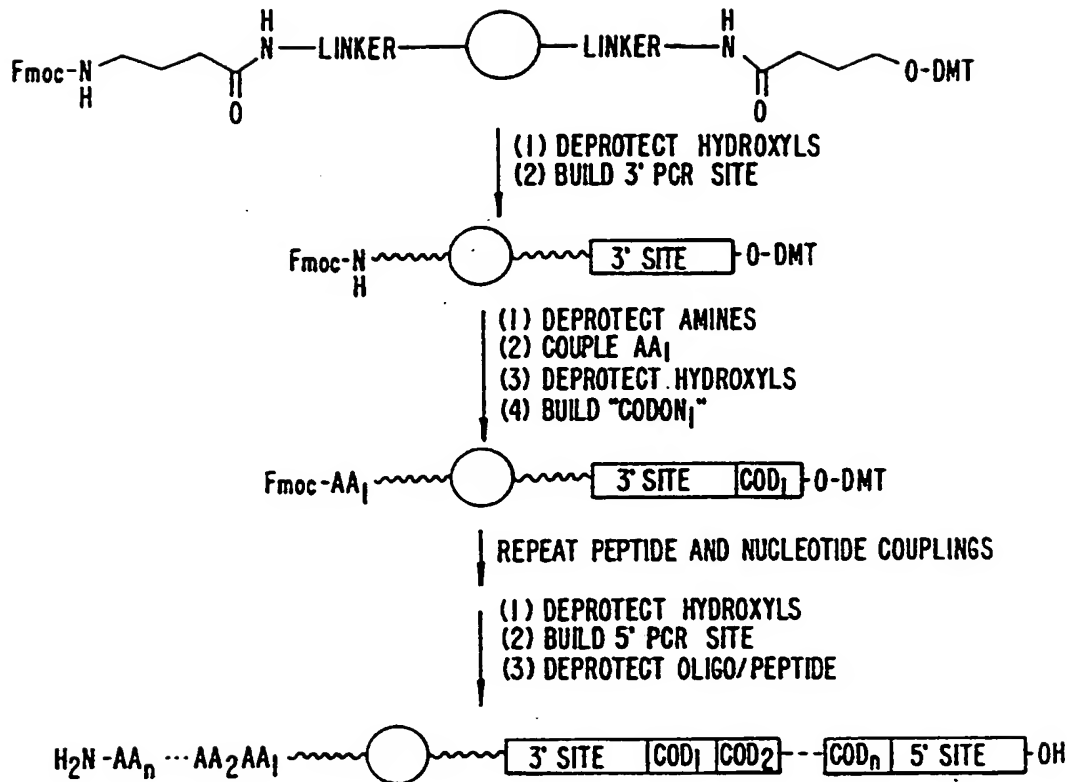 H H
Fmoc-N N-LINKER LINKER-N O-DMT
H O O
(1) DEPROTECT HYDROXYLS
(2) BUILD 3' PCR SITE
Fmoc-N 3' SITE O-DMT
H
(1) DEPROTECT AMINES
(2) COUPLE AA1
(3) DEPROTECT HYDROXYLS
(4) BUILD "CODON1"
Fmoc-AA1 3' SITE COD1 O-DMT
REPEAT PEPTIDE AND NUCLEOTIDE COUPLINGS
(1) DEPROTECT HYDROXYLS
(2) BUILD 5' PCR SITE
(3) DEPROTECT OLIGO/PEPTIDE
H2N-AAn ··· AA2AA1 3' SITE COD1 COD2 --- CODn 5' SITE OH